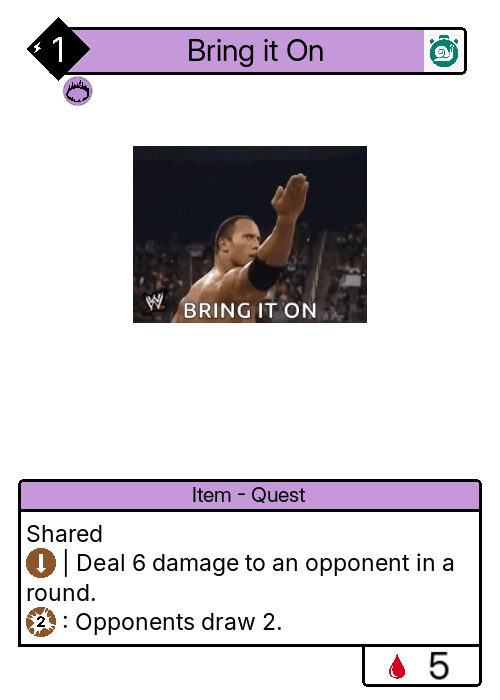 1 Bring it On
W
BRING IT ON
Item - Quest
Shared
| Deal 6 damage to an opponent in a
round.
2 : Opponents draw 2.
5